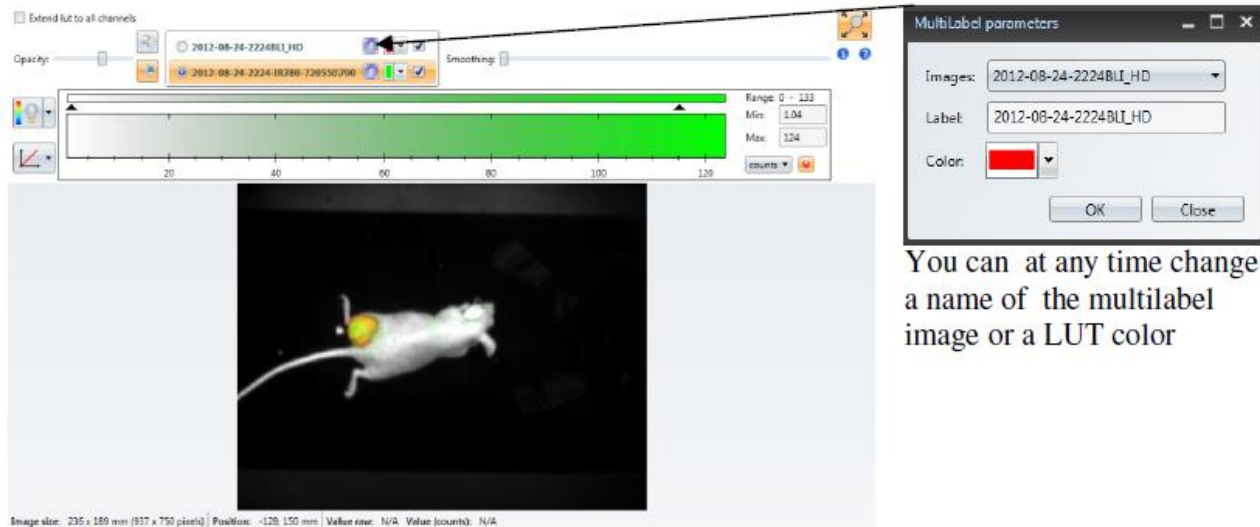 Extend lut to all channels
Opacity:
2012-08-24-2224BLI_HD
2012-08-24-2224-IR780-720550U90
Smoothing:
Range: 0 - 133
Min: 1.04
Max: 124
counts
20 40 60 80 100 120
Image size: 236 x 189 mm (937 x 750 pixels) Position: -128; 150 mm Value raw: N/A Value (counts): N/A
MultiLabel parameters
Images: 2012-08-24-2224BLI_HD
Label: 2012-08-24-2224BLI_HD
Color:
OK Close
You can at any time change
a name of the multilabel
image or a LUT color